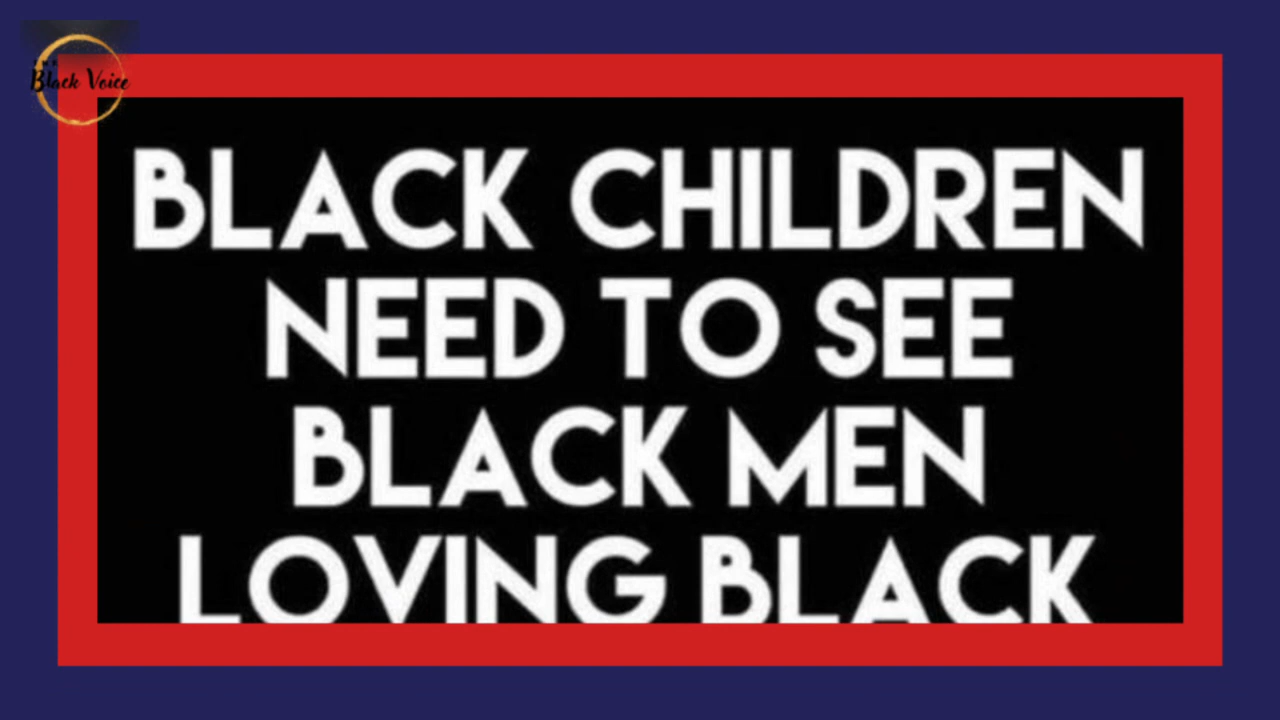 Black Voice
BLACK CHILDREN
NEED TO SEE
BLACK MEN
LOVING BLACK